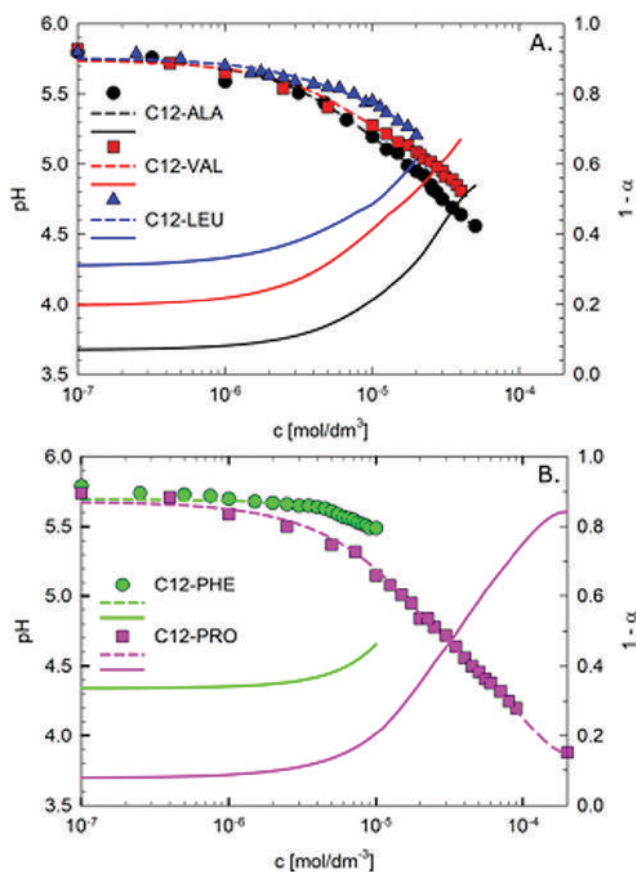 A.
6.0
5.5
5.0
4.5
4.0
3.5
pH
C12-ALA
C12-VAL
C12-LEU
1.0
0.8
0.6
0.4
0.2
0.0
1 - α
10⁻⁷ 10⁻⁶ 10⁻⁵ 10⁻⁴
c [mol/dm³]
B.
6.0
5.5
5.0
4.5
4.0
3.5
pH
C12-PHE
C12-PRO
1.0
0.8
0.6
0.4
0.2
0.0
1 - α
10⁻⁷ 10⁻⁶ 10⁻⁵ 10⁻⁴
c [mol/dm⁻³]